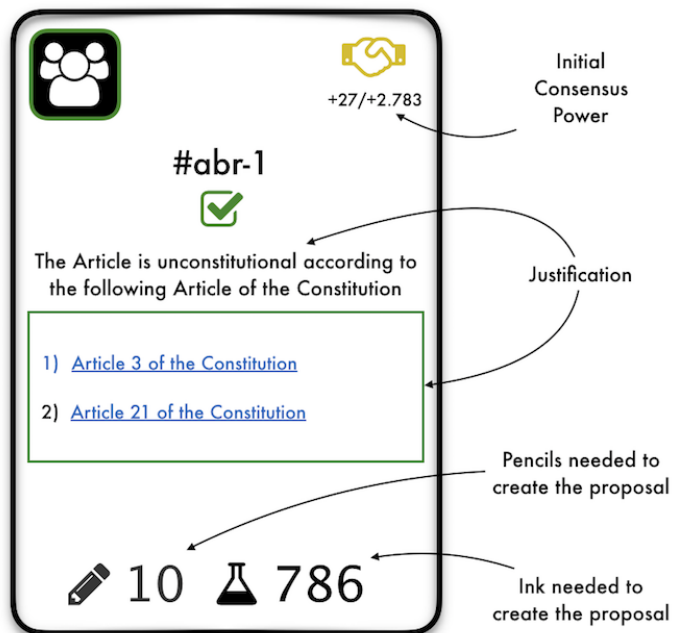 +27/+2.783
Initial
Consensus
Power
#abr-1
The Article is unconstitutional according to
the following Article of the Constitution
Justification
1) Article 3 of the Constitution
2) Article 21 of the Constitution
Pencils needed to
create the proposal
10 786
Ink needed to
create the proposal